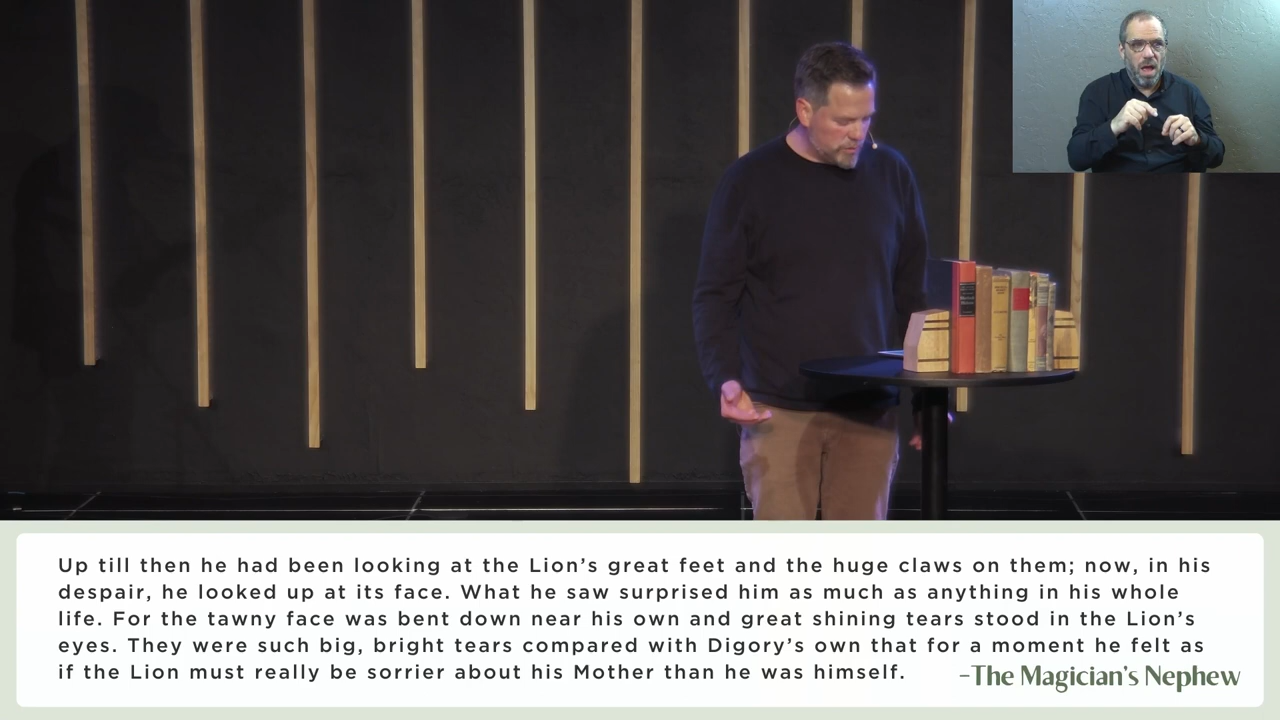 Up till then he had been looking at the Lion’s great feet and the huge claws on them; now, in his
despair, he looked up at its face. What he saw surprised him as much as anything in his whole
life. For the tawny face was bent down near his own and great shining tears stood in the Lion’s
eyes. They were such big, bright tears compared with Digory’s own that for a moment he felt as
if the Lion must really be sorrier about his Mother than he was himself.
–The Magician’s Nephew